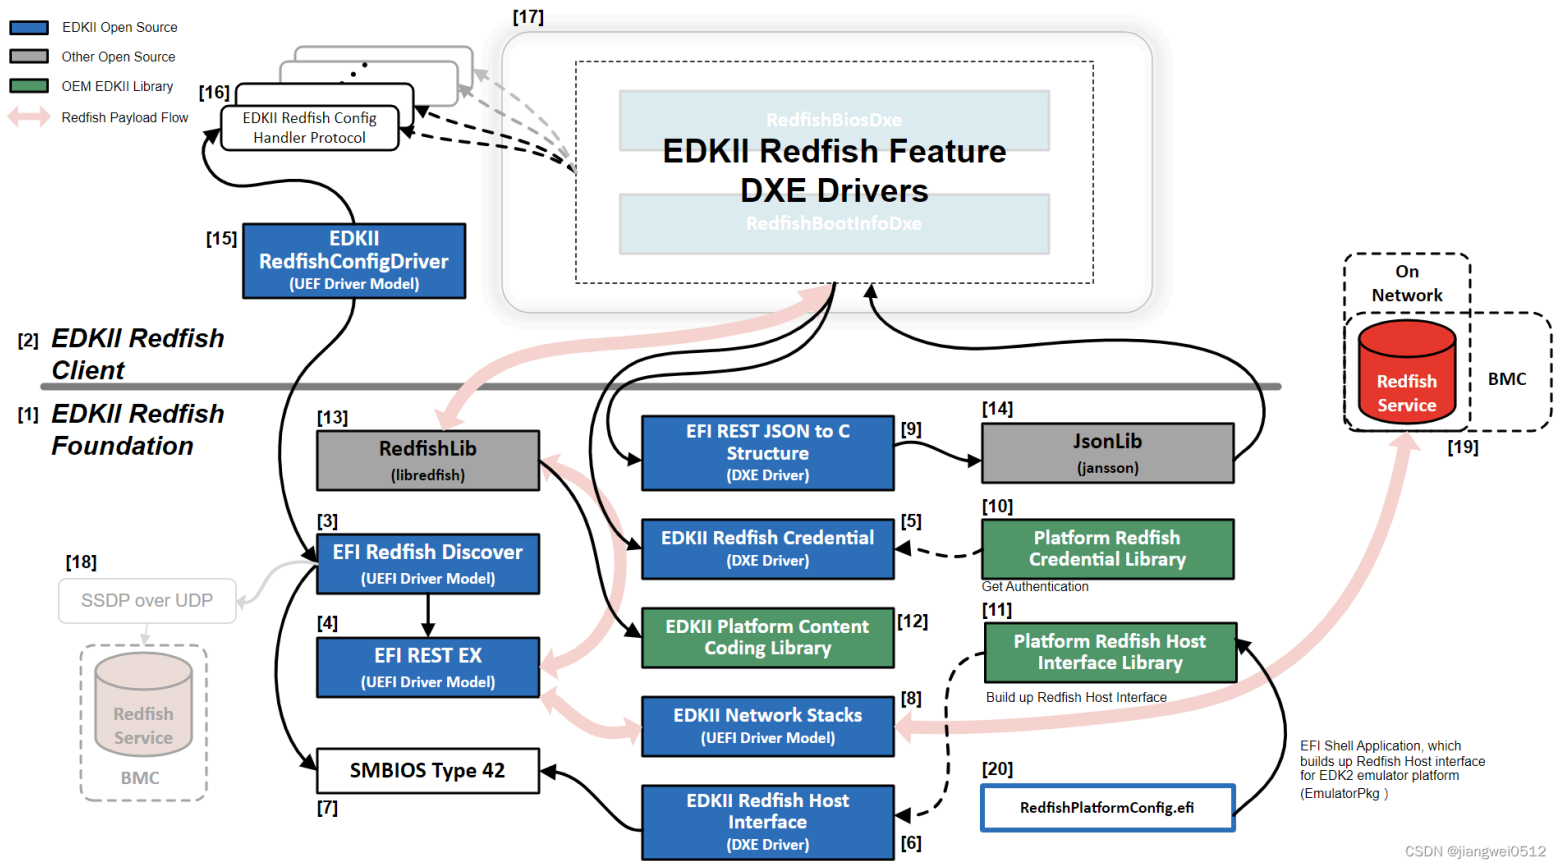 EDKII Open Source
Other Open Source
OEM EDKII Library
Redfish Payload Flow
[16]
EDKII Redfish Config
Handler Protocol
[17]
RedfishBiosDxe
EDKII Redfish Feature
DXE Drivers
RedfishBootInfoDxe
[15]
EDKII
RedfishConfigDriver
(UEF Driver Model)
On
Network
Redfish
Service
BMC
[19]
[2] EDKII Redfish
Client
[1] EDKII Redfish
Foundation
[13]
RedfishLib
(libredfish)
EFI REST JSON to C
Structure
(DXE Driver)
[9]
[14]
JsonLib
(jansson)
[3]
EFI Redfish Discover
(UEFI Driver Model)
EDKII Redfish Credential
(DXE Driver)
[5]
[10]
Platform Redfish
Credential Library
Get Authentication
[18]
SSDP over UDP
Redfish
Service
BMC
[4]
EFI REST EX
(UEFI Driver Model)
EDKII Platform Content
Coding Library
[12]
[11]
Platform Redfish Host
Interface Library
Build up Redfish Host Interface
EDKII Network Stacks
(UEFI Driver Model)
[8]
SMBIOS Type 42
[7]
EDKII Redfish Host
Interface
(DXE Driver)
[6]
[20]
RedfishPlatformConfig.efi
EFI Shell Application, which
builds up Redfish Host interface
for EDK2 emulator platform
(EmulatorPkg )
CSDN @jiangwei0512